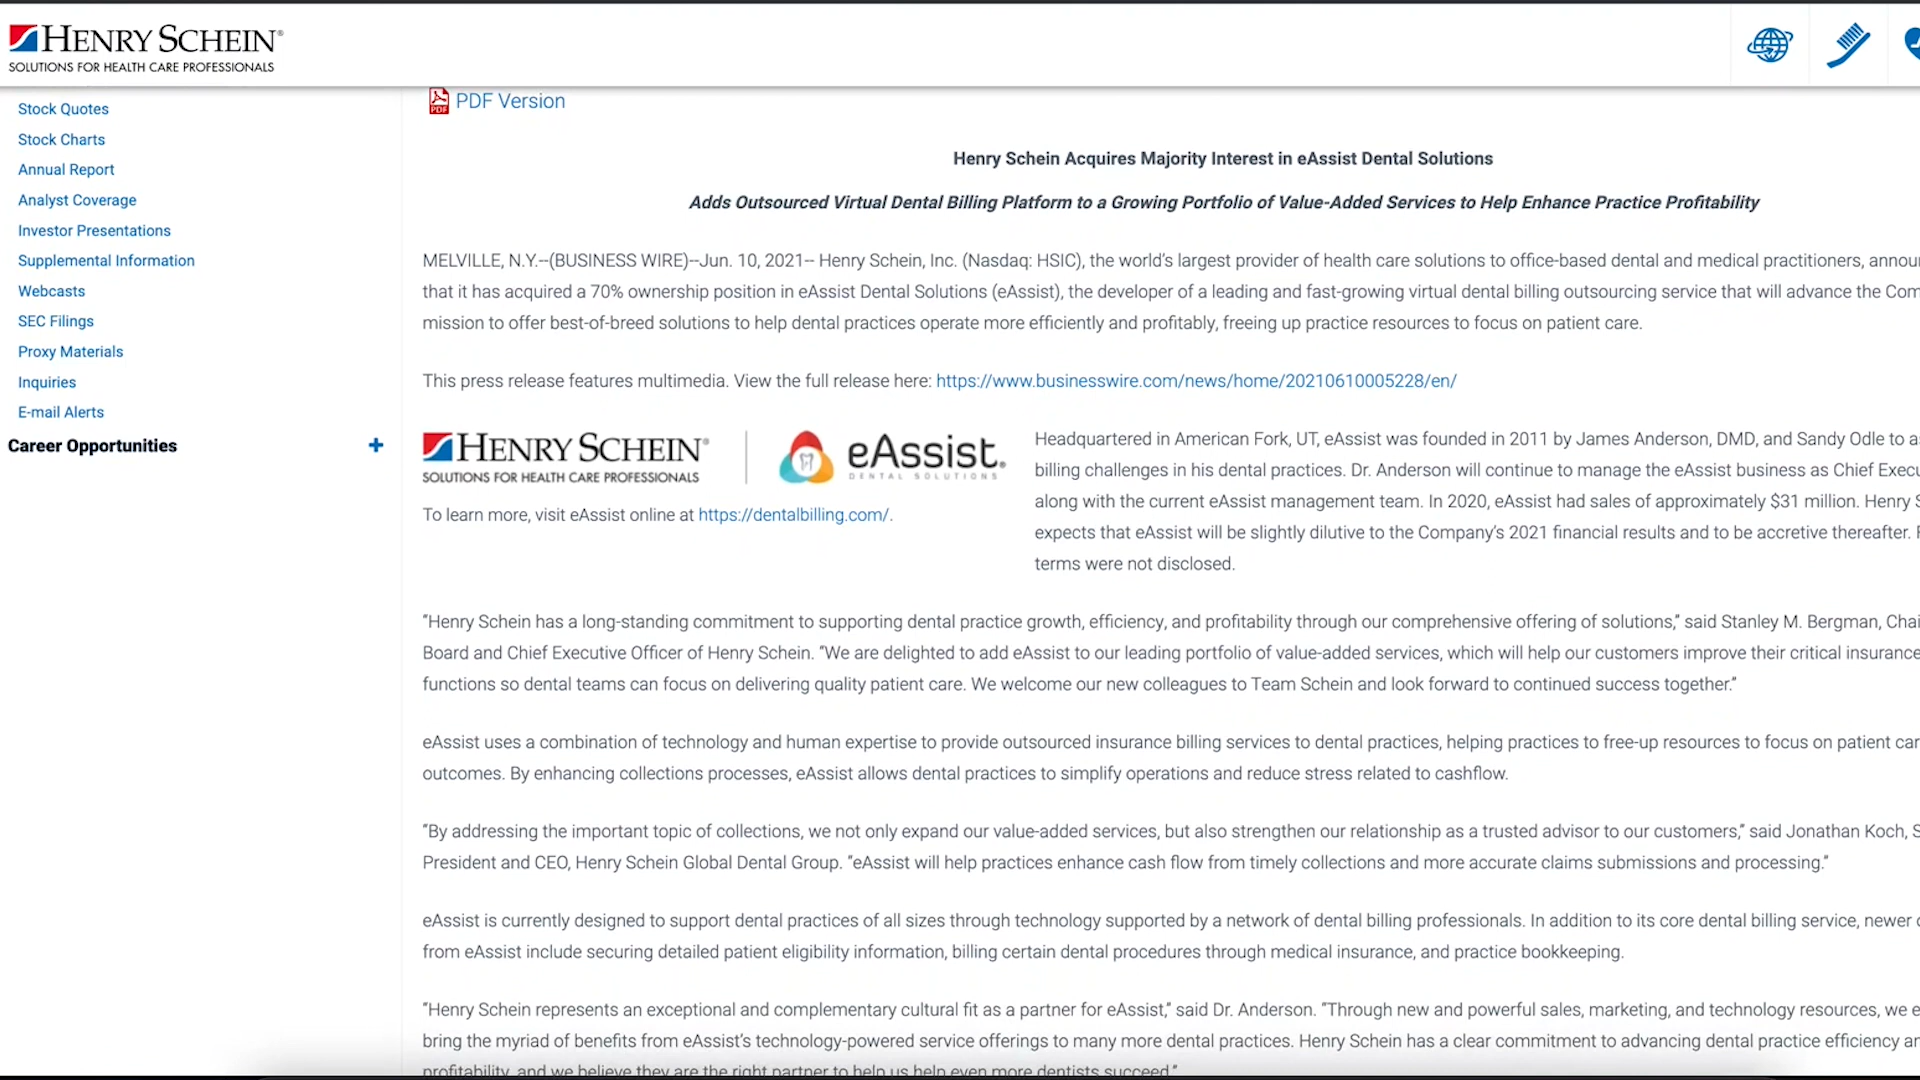 HENRY SCHEIN®
SOLUTIONS FOR HEALTH CARE PROFESSIONALS
Stock Quotes
Stock Charts
Annual Report
Analyst Coverage
Investor Presentations
Supplemental Information
Webcasts
SEC Filings
Proxy Materials
Inquiries
E-mail Alerts
Career Opportunities +
PDF Version
Henry Schein Acquires Majority Interest in eAssist Dental Solutions
Adds Outsourced Virtual Dental Billing Platform to a Growing Portfolio of Value-Added Services to Help Enhance Practice Profitability
MELVILLE, N.Y.--(BUSINESS WIRE)--Jun. 10, 2021-- Henry Schein, Inc. (Nasdaq: HSIC), the world's largest provider of health care solutions to office-based dental and medical practitioners, annou
that it has acquired a 70% ownership position in eAssist Dental Solutions (eAssist), the developer of a leading and fast-growing virtual dental billing outsourcing service that will advance the Com
mission to offer best-of-breed solutions to help dental practices operate more efficiently and profitably, freeing up practice resources to focus on patient care.
This press release features multimedia. View the full release here: https://www.businesswire.com/news/home/20210610005228/en/
HENRY SCHEIN®
SOLUTIONS FOR HEALTH CARE PROFESSIONALS
eAssist.
DENTAL SOLUTIONS
To learn more, visit eAssist online at https://dentalbilling.com/.
Headquartered in American Fork, UT, eAssist was founded in 2011 by James Anderson, DMD, and Sandy Odle to a
billing challenges in his dental practices. Dr. Anderson will continue to manage the eAssist business as Chief Execu
along with the current eAssist management team. In 2020, eAssist had sales of approximately $31 million. Henry S
expects that eAssist will be slightly dilutive to the Company's 2021 financial results and to be accretive thereafter. F
terms were not disclosed.
"Henry Schein has a long-standing commitment to supporting dental practice growth, efficiency, and profitability through our comprehensive offering of solutions," said Stanley M. Bergman, Chai
Board and Chief Executive Officer of Henry Schein. "We are delighted to add eAssist to our leading portfolio of value-added services, which will help our customers improve their critical insurance
functions so dental teams can focus on delivering quality patient care. We welcome our new colleagues to Team Schein and look forward to continued success together."
eAssist uses a combination of technology and human expertise to provide outsourced insurance billing services to dental practices, helping practices to free-up resources to focus on patient car
outcomes. By enhancing collections processes, eAssist allows dental practices to simplify operations and reduce stress related to cashflow.
"By addressing the important topic of collections, we not only expand our value-added services, but also strengthen our relationship as a trusted advisor to our customers," said Jonathan Koch, S
President and CEO, Henry Schein Global Dental Group. "eAssist will help practices enhance cash flow from timely collections and more accurate claims submissions and processing."
eAssist is currently designed to support dental practices of all sizes through technology supported by a network of dental billing professionals. In addition to its core dental billing service, newer o
from eAssist include securing detailed patient eligibility information, billing certain dental procedures through medical insurance, and practice bookkeeping.
"Henry Schein represents an exceptional and complementary cultural fit as a partner for eAssist," said Dr. Anderson. "Through new and powerful sales, marketing, and technology resources, we e
bring the myriad of benefits from eAssist's technology-powered service offerings to many more dental practices. Henry Schein has a clear commitment to advancing dental practice efficiency an
profitability, and we believe they are the right partner to help us help even more dentists succeed."